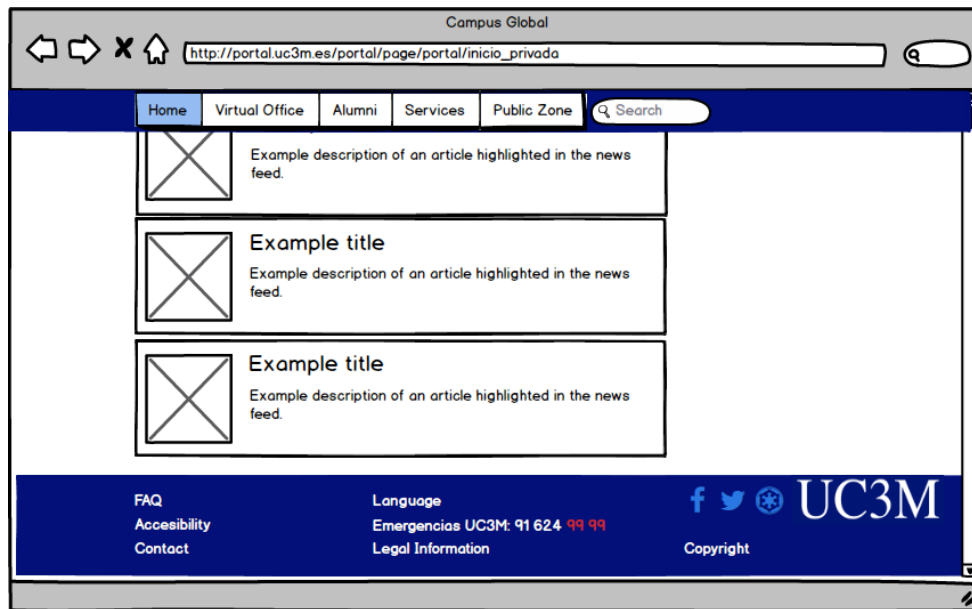 Campus Global
http://portal.uc3m.es/portal/page/portal/inicio_privada
Home Virtual Office Alumni Services Public Zone Search
Example description of an article highlighted in the news
feed.
Example title
Example description of an article highlighted in the news
feed.
Example title
Example description of an article highlighted in the news
feed.
FAQ Language UC3M
Accesibility Emergencias UC3M: 91 624 99 99
Contact Legal Information Copyright